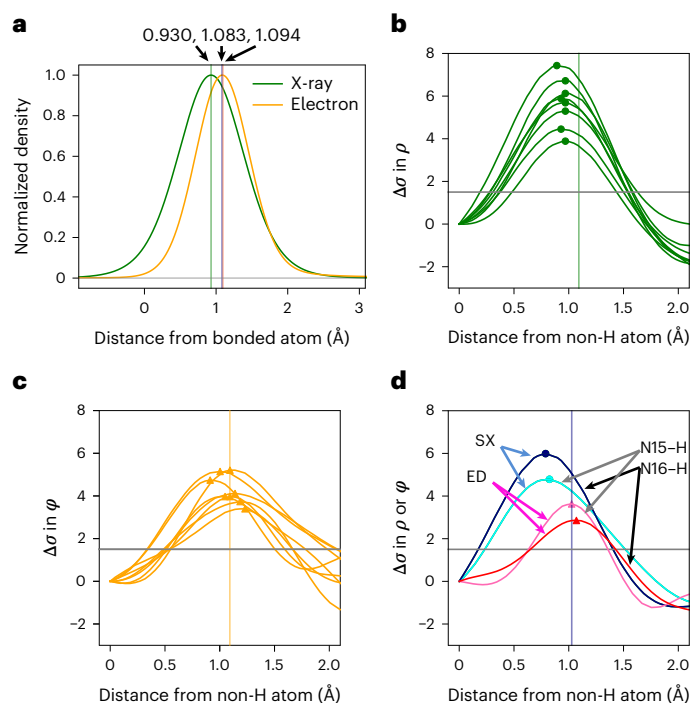 a
0.930, 1.083, 1.094
1.0
0.8
0.6
0.4
0.2
0
X-ray
Electron
Normalized density
0 1 2 3
Distance from bonded atom (Å)
b
8
6
4
2
0
−2
Δσ in ρ
0 0.5 1.0 1.5 2.0
Distance from non-H atom (Å)
c
8
6
4
2
0
−2
Δσ in φ
0 0.5 1.0 1.5 2.0
Distance from non-H atom (Å)
d
8
6
4
2
0
−2
SX
ED
N15–H
N16–H
Δσ in ρ or φ
0 0.5 1.0 1.5 2.0
Distance from non-H atom (Å)